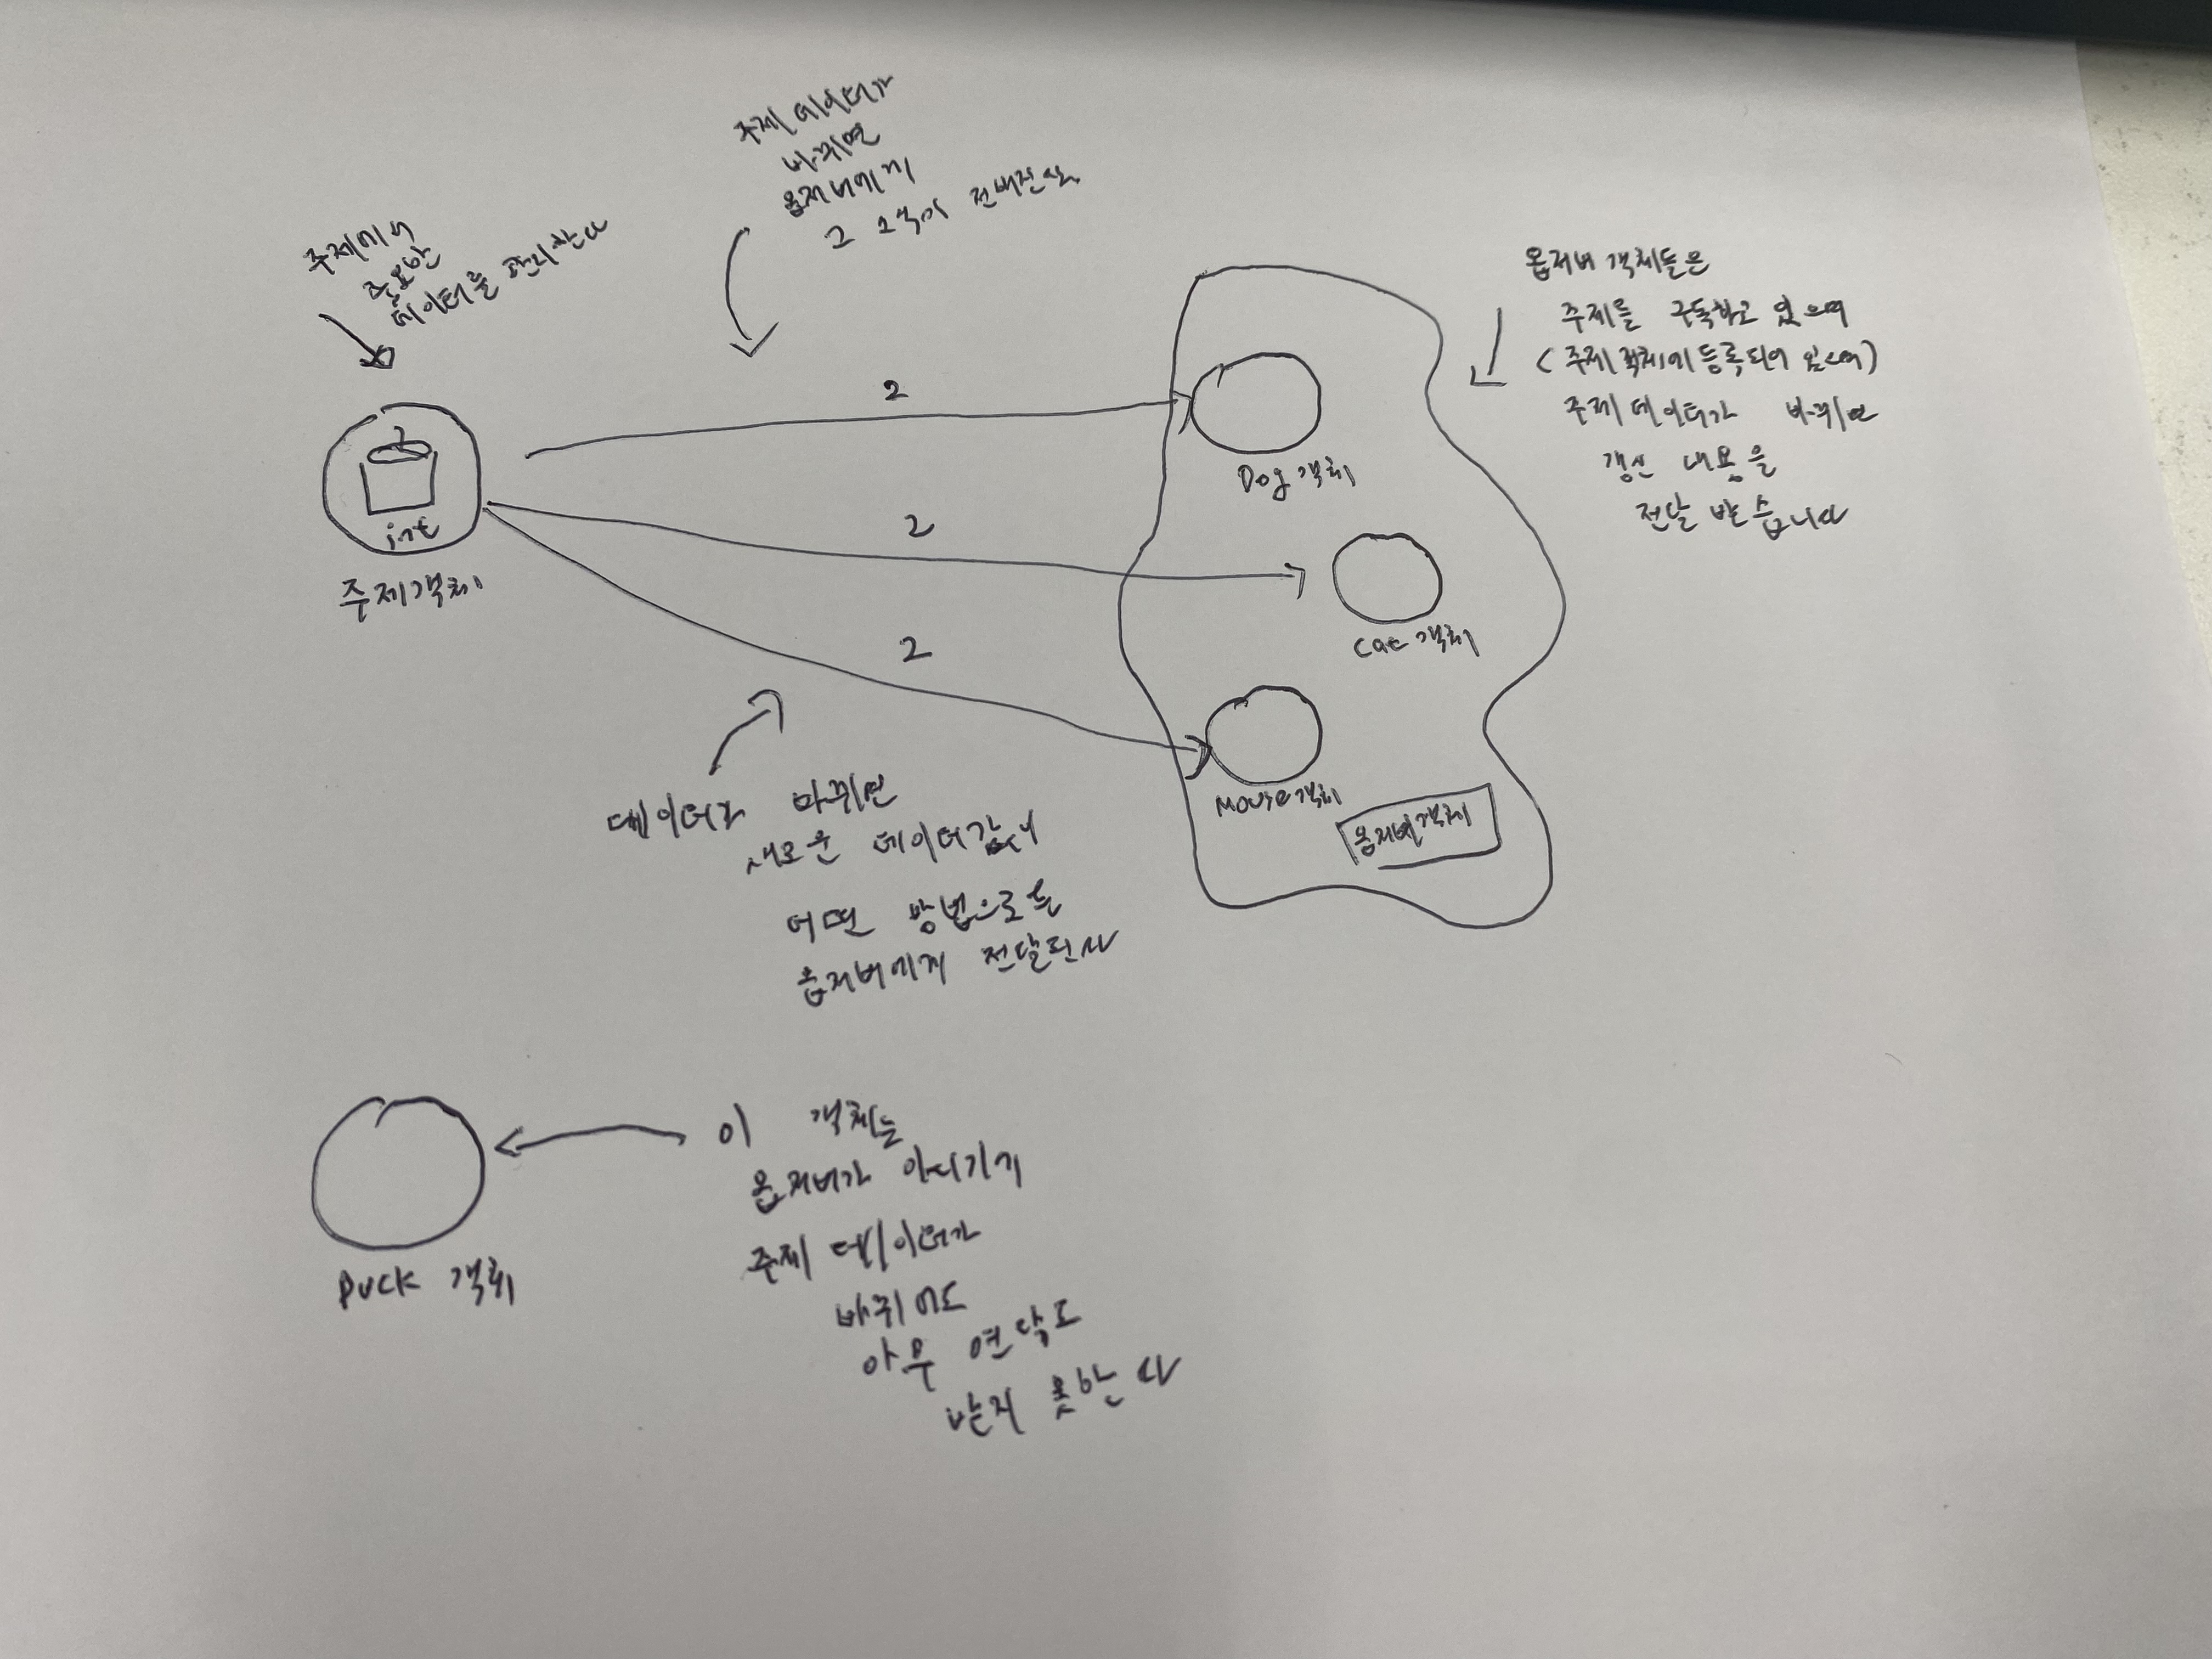 주제에서
중요한
데이터를 관리한다
주제 데이터가
바뀌면
옵저버에게
그 소식이 전해진다
2
int
주제객체
2
2
2
Dog 객체
Cat 객체
Mouse 객체
옵저버 객체
옵저버 객체들은
주제를 구독하고 있으며
(주제 객체에 등록되어 있으며)
주제 데이터가 바뀌면
갱신 내용을
전달 받습니다
데이터가 바뀌면
새로운 데이터값이
어떤 방법으로든
옵저버에게 전달된다
Duck 객체
이 객체는
옵저버가 아니기에
주제 데이터가
바뀌어도
아무 연락도
받지 못한다